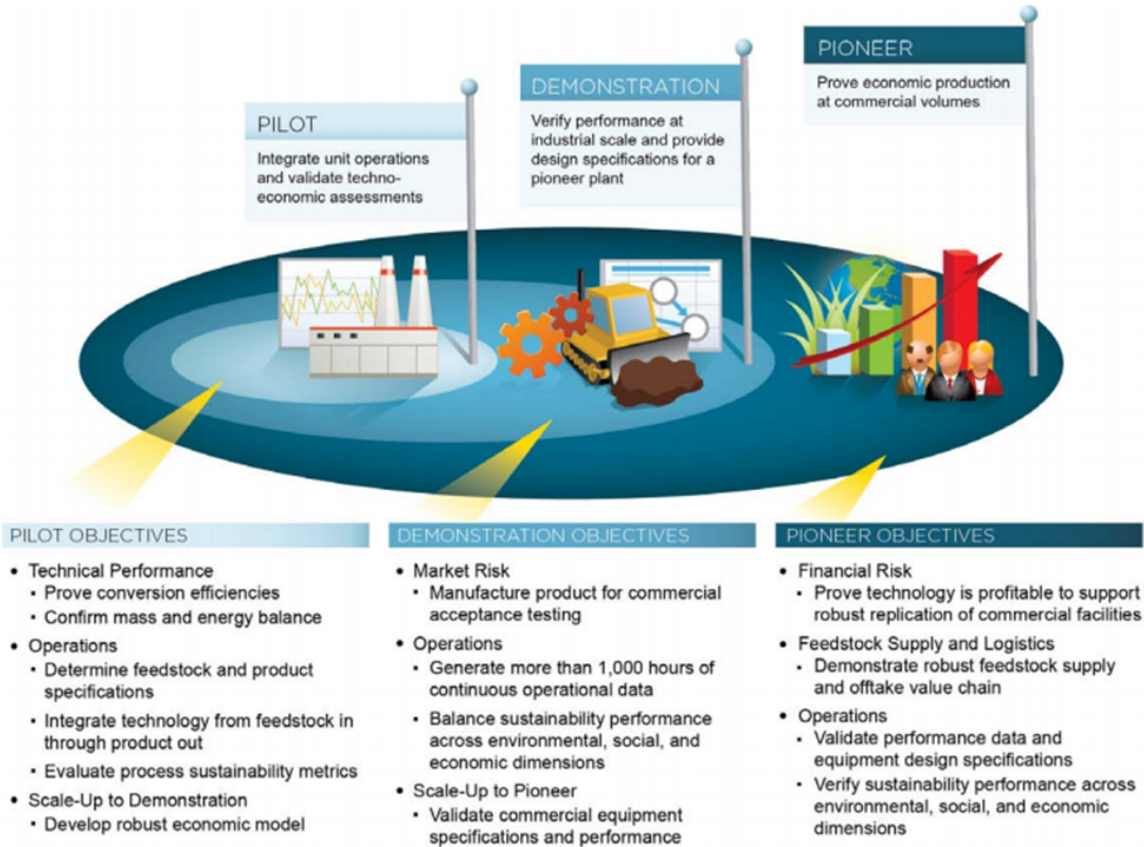 PILOT
Integrate unit operations
and validate techno-
economic assessments
DEMONSTRATION
Verify performance at
industrial scale and provide
design specifications for a
pioneer plant
PIONEER
Prove economic production
at commercial volumes
PILOT OBJECTIVES
• Technical Performance
▪ Prove conversion efficiencies
▪ Confirm mass and energy balance
• Operations
▪ Determine feedstock and product
specifications
▪ Integrate technology from feedstock in
through product out
▪ Evaluate process sustainability metrics
• Scale-Up to Demonstration
▪ Develop robust economic model
DEMONSTRATION OBJECTIVES
• Market Risk
▪ Manufacture product for commercial
acceptance testing
• Operations
▪ Generate more than 1,000 hours of
continuous operational data
▪ Balance sustainability performance
across environmental, social, and
economic dimensions
• Scale-Up to Pioneer
▪ Validate commercial equipment
specifications and performance
PIONEER OBJECTIVES
• Financial Risk
▪ Prove technology is profitable to support
robust replication of commercial facilities
• Feedstock Supply and Logistics
▪ Demonstrate robust feedstock supply
and offtake value chain
• Operations
▪ Validate performance data and
equipment design specifications
▪ Verify sustainability performance across
environmental, social, and economic
dimensions